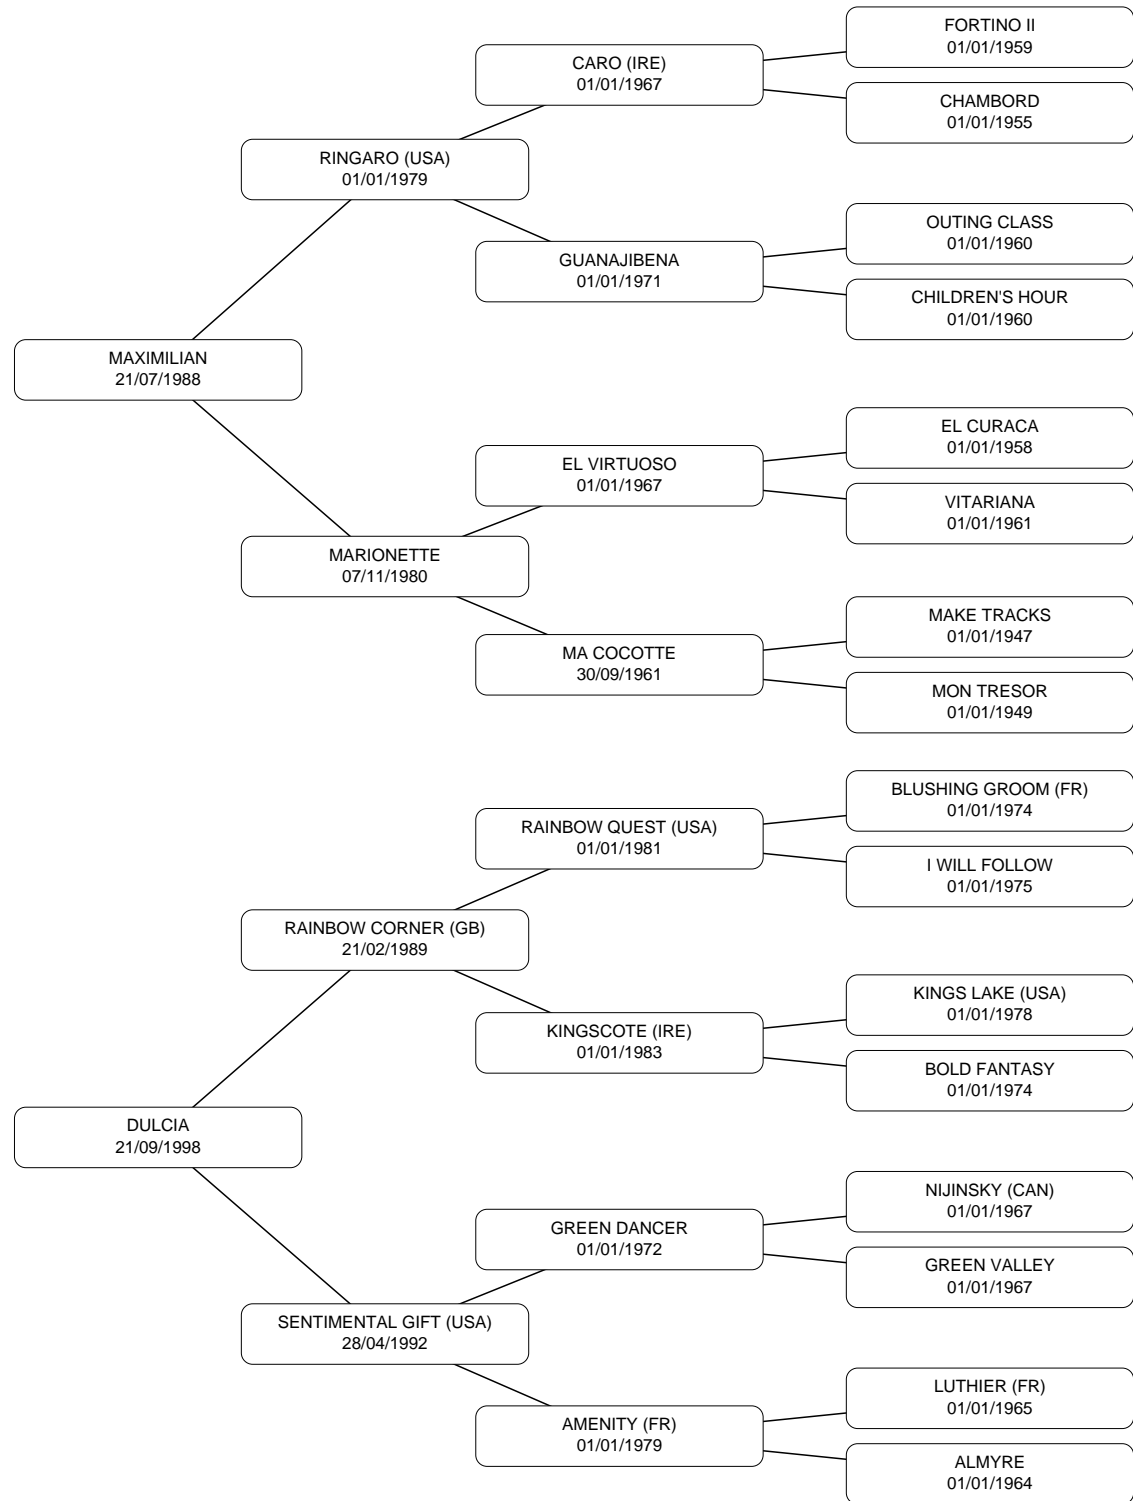 FORTINO II
01/01/1959
CARO (IRE)
01/01/1967
CHAMBORD
01/01/1955
RINGARO (USA)
01/01/1979
OUTING CLASS
01/01/1960
GUANAJIBENA
01/01/1971
CHILDREN'S HOUR
01/01/1960
MAXIMILIAN
21/07/1988
EL CURACA
01/01/1958
EL VIRTUOSO
01/01/1967
VITARIANA
01/01/1961
MARIONETTE
07/11/1980
MAKE TRACKS
01/01/1947
MA COCOTTE
30/09/1961
MON TRESOR
01/01/1949
BLUSHING GROOM (FR)
01/01/1974
RAINBOW QUEST (USA)
01/01/1981
I WILL FOLLOW
01/01/1975
RAINBOW CORNER (GB)
21/02/1989
KINGS LAKE (USA)
01/01/1978
KINGSCOTE (IRE)
01/01/1983
BOLD FANTASY
01/01/1974
DULCIA
21/09/1998
NIJINSKY (CAN)
01/01/1967
GREEN DANCER
01/01/1972
GREEN VALLEY
01/01/1967
SENTIMENTAL GIFT (USA)
28/04/1992
LUTHIER (FR)
01/01/1965
AMENITY (FR)
01/01/1979
ALMYRE
01/01/1964